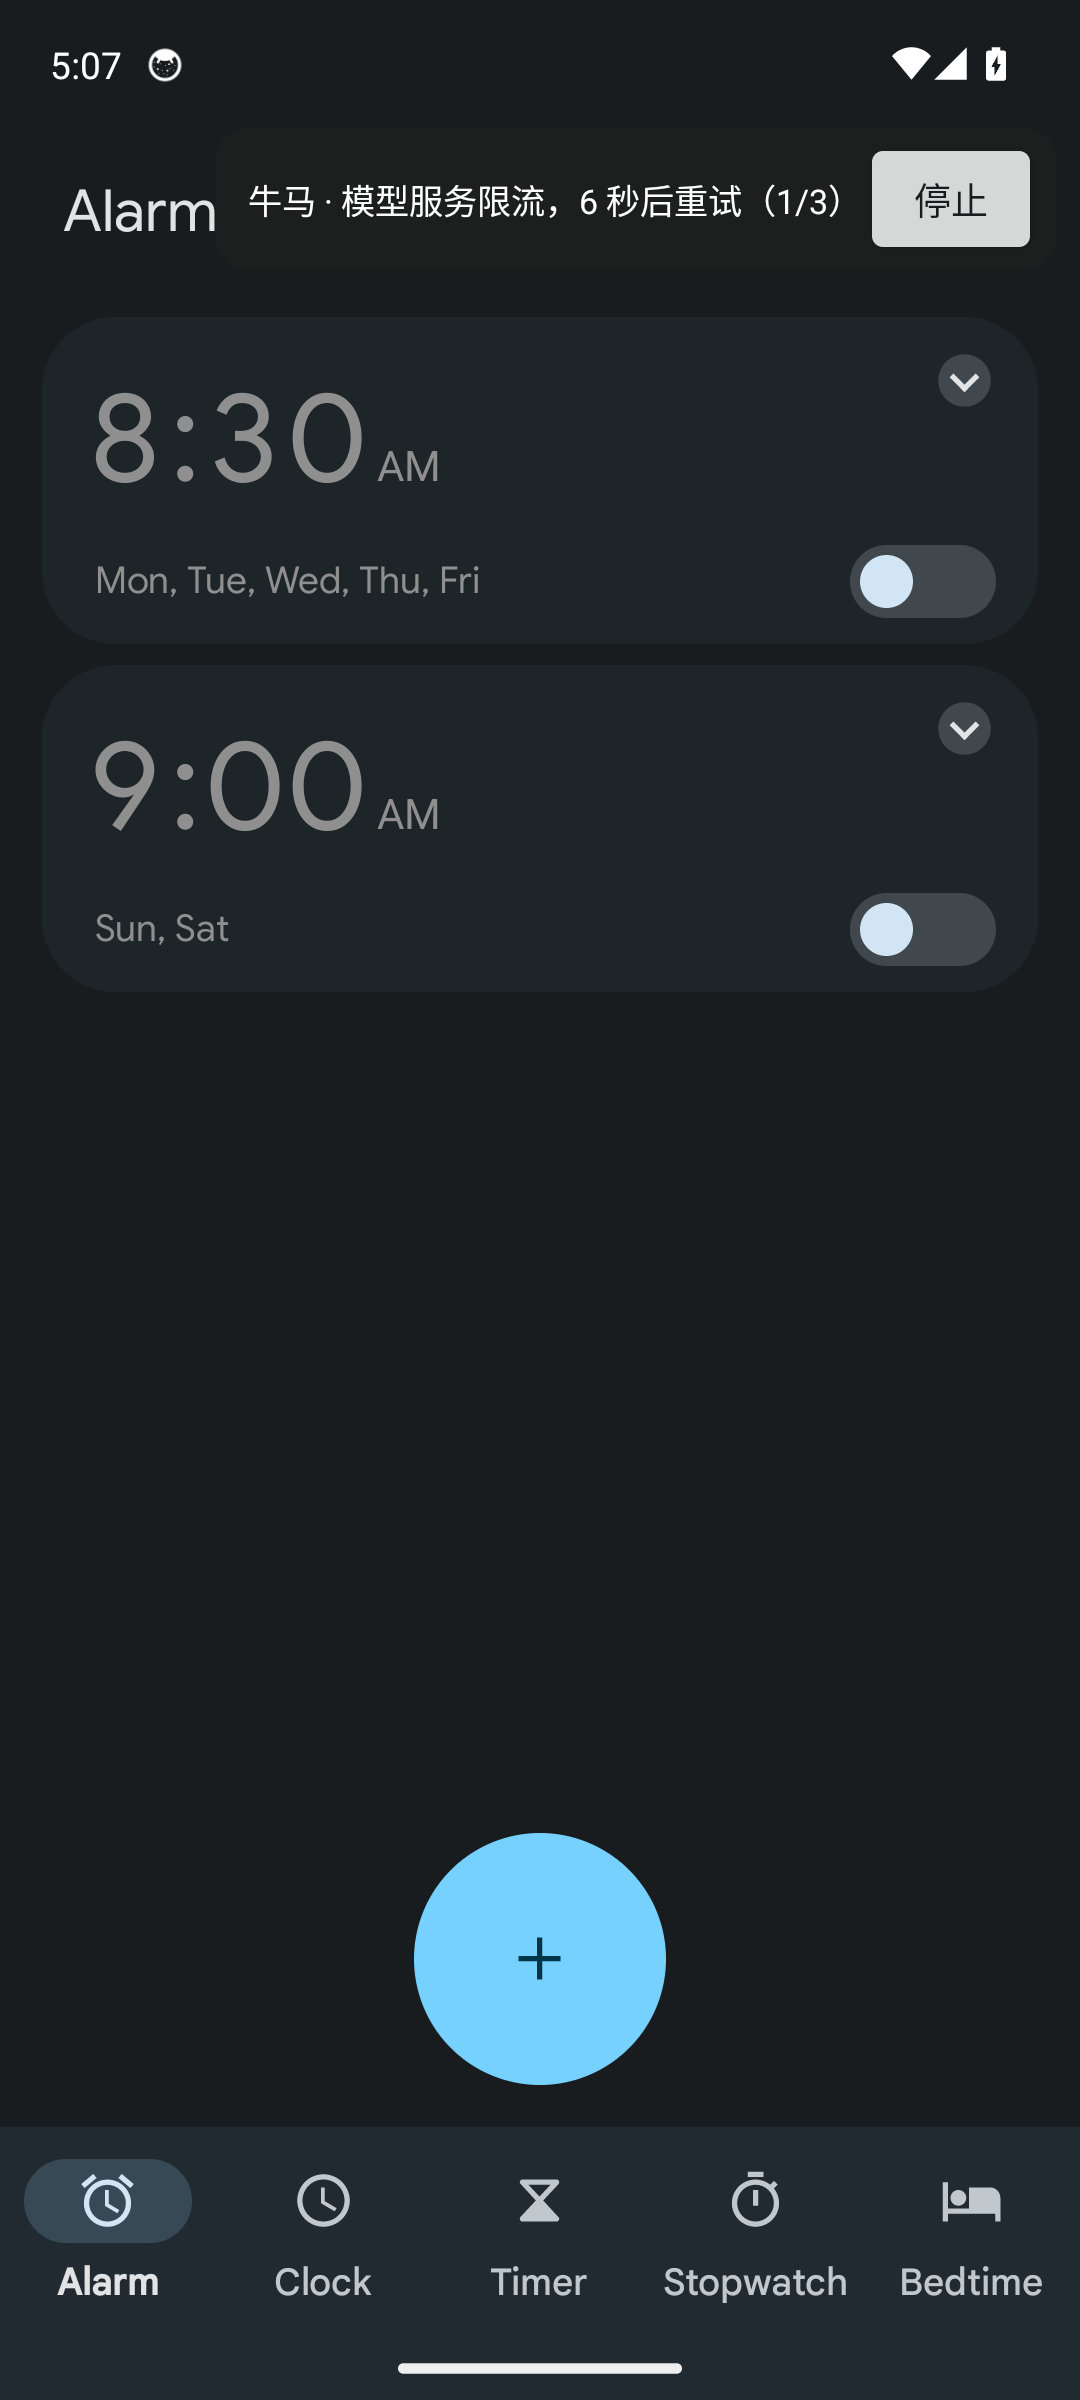 5:07
Alarm
牛马 · 模型服务限流，6 秒后重试（1/3）
停止
8:30 AM
Mon, Tue, Wed, Thu, Fri
9:00 AM
Sun, Sat
Alarm
Clock
Timer
Stopwatch
Bedtime